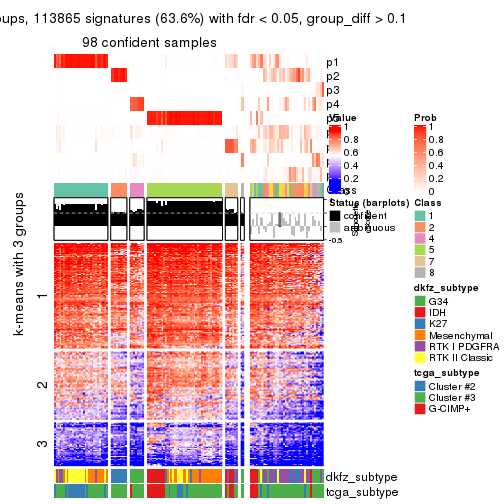 oups, 113865 signatures (63.6%) with fdr < 0.05, group_diff > 0.1
98 confident samples
p1
p2
p3
p4
Class
k-means with 3 groups
1
2
3
-0.5
Value
1
0.8
0.6
0.4
0.2
0
Prob
1
0.8
0.6
0.4
0.2
0
Status (barplots)
confident
ambiguous
Class
1
2
4
5
7
8
dkfz_subtype
G34
IDH
K27
Mesenchymal
RTK I PDGFRA
RTK II Classic
tcga_subtype
Cluster #2
Cluster #3
G-CIMP+
dkfz_subtype
tcga_subtype